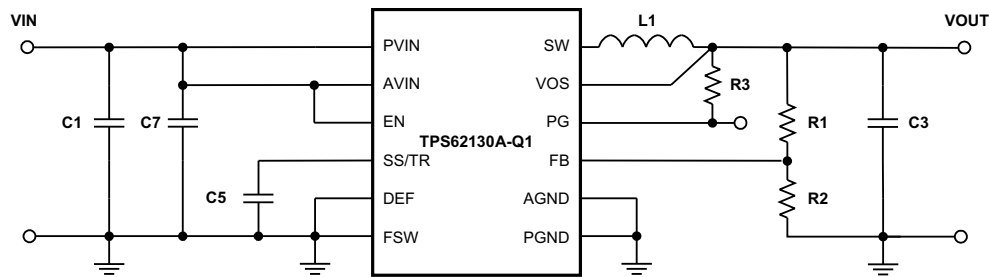 VIN
L1
VOUT
PVIN
SW
AVIN
VOS
R3
C1
C7
EN
PG
R1
C3
TPS62130A-Q1
SS/TR
FB
C5
DEF
AGND
R2
FSW
PGND